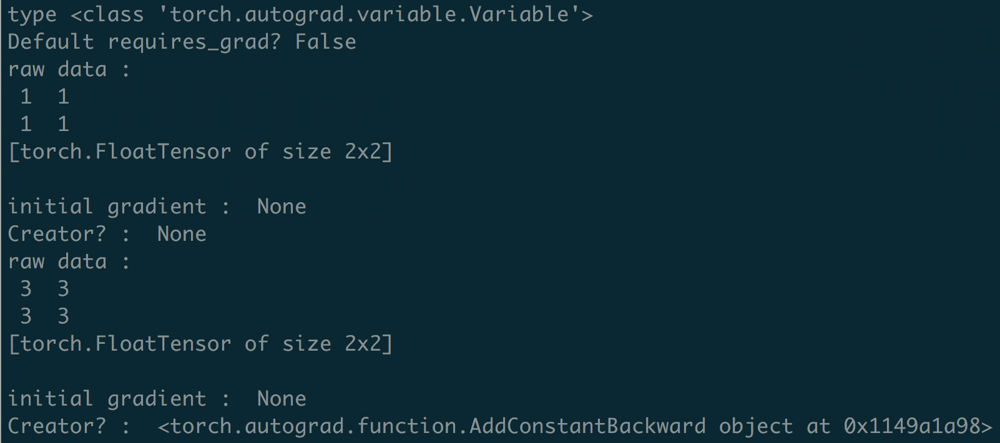 type <class 'torch.autograd.variable.Variable'>
Default requires_grad? False
raw data :
 1  1
 1  1
[torch.FloatTensor of size 2x2]

initial gradient :  None
Creator? :  None
raw data :
 3  3
 3  3
[torch.FloatTensor of size 2x2]

initial gradient :  None
Creator? :  <torch.autograd.function.AddConstantBackward object at 0x1149a1a98>